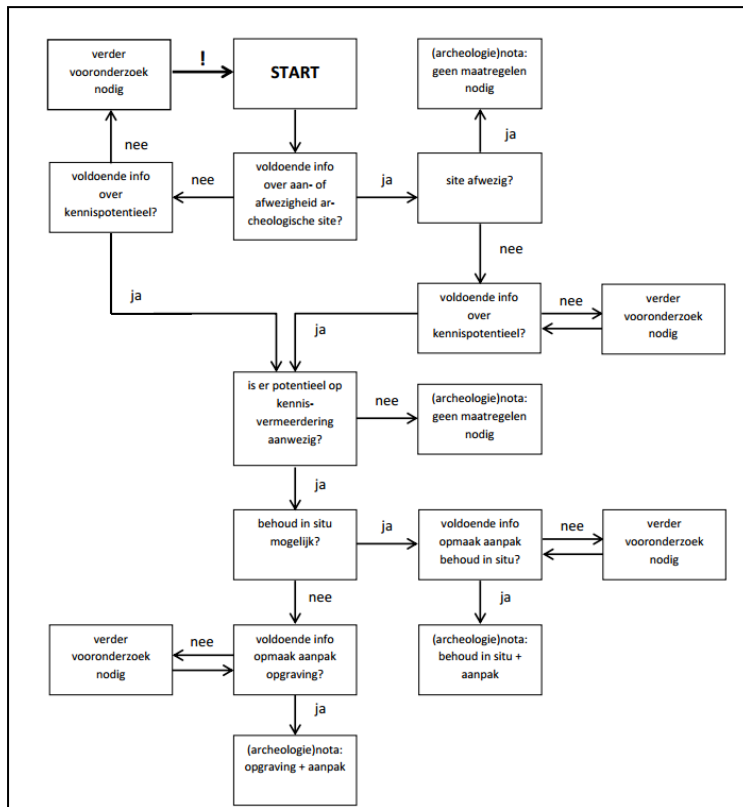 verder
vooronderzoek
nodig
!
START
(archeologie)nota:
geen maatregelen
nodig
nee
ja
voldoende info
over
kennispotentieel?
nee
voldoende info
over aan- of
afwezigheid ar-
cheologische site?
ja
site afwezig?
nee
ja
voldoende info
over
kennispotentieel?
nee
verder
vooronderzoek
nodig
ja
is er potentieel op
kennis-
vermeerdering
aanwezig?
nee
(archeologie)nota:
geen maatregelen
nodig
ja
behoud in situ
mogelijk?
ja
voldoende info
opmaak aanpak
behoud in situ?
nee
verder
vooronderzoek
nodig
nee
ja
verder
vooronderzoek
nodig
nee
voldoende info
opmaak aanpak
opgraving?
(archeologie)nota:
behoud in situ +
aanpak
ja
(archeologie)nota:
opgraving + aanpak